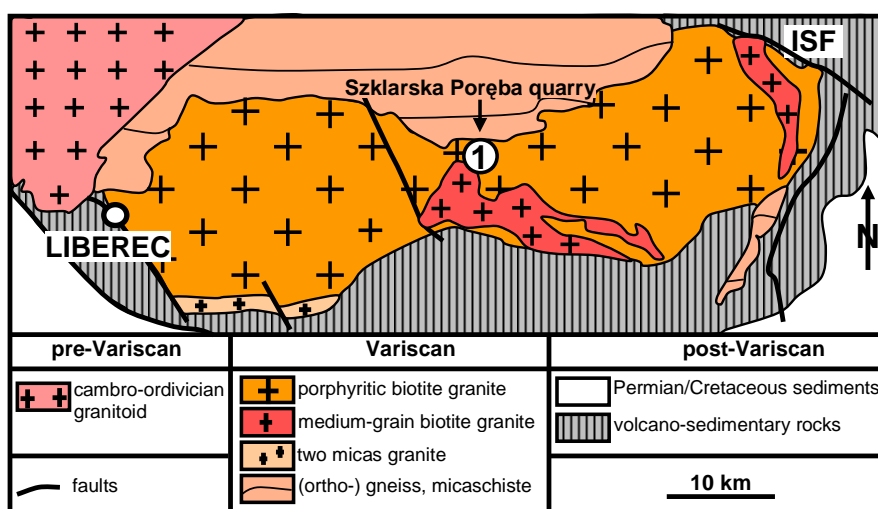 ISF
Szklarska Poręba quarry
1
LIBEREC
N
pre-Variscan
Variscan
post-Variscan
cambro-ordivician
granitoid
porphyritic biotite granite
medium-grain biotite granite
two micas granite
(ortho-) gneiss, micaschiste
Permian/Cretaceous sediments
volcano-sedimentary rocks
faults
10 km